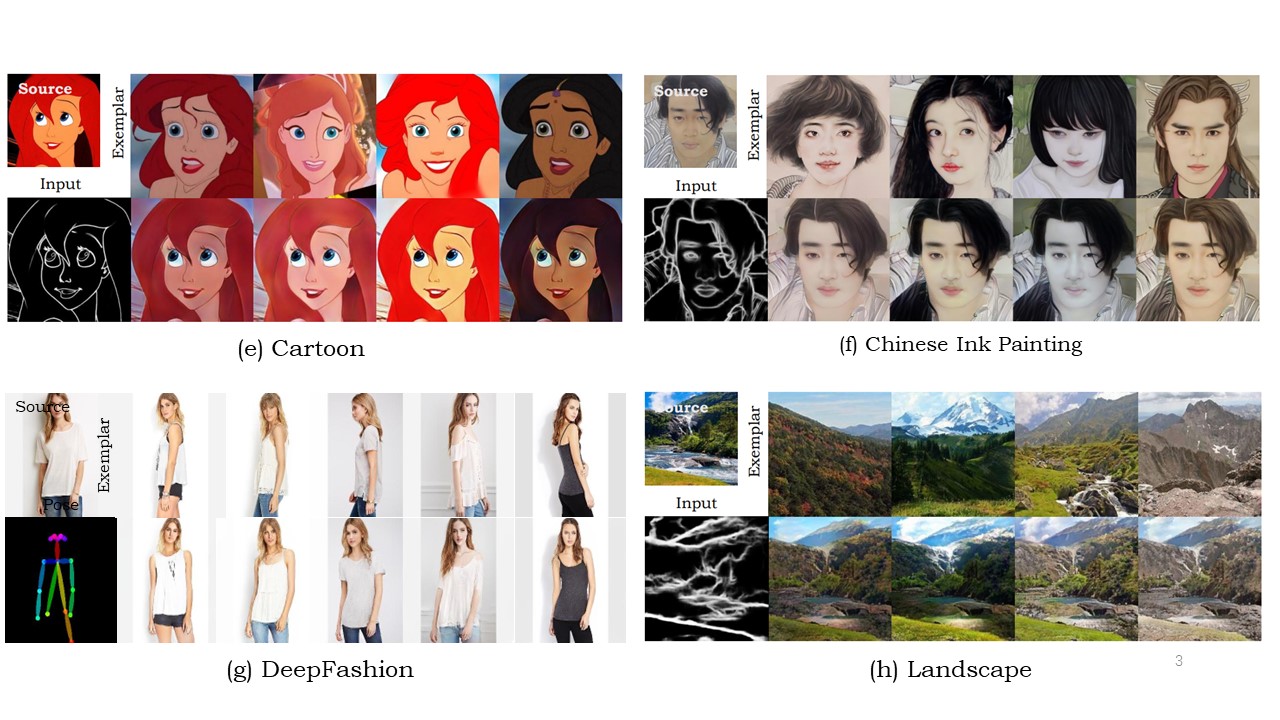 Source
Exemplar
Input
(e) Cartoon
Source
Exemplar
Input
(f) Chinese Ink Painting
Source
Exemplar
Pose
(g) DeepFashion
Source
Exemplar
Input
(h) Landscape
3